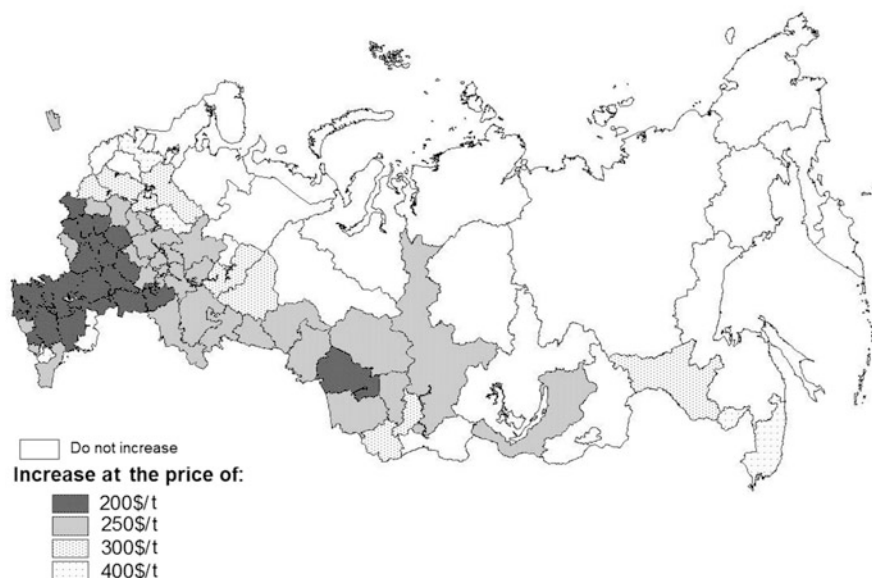 Do not increase
Increase at the price of:
200$/t
250$/t
300$/t
400$/t